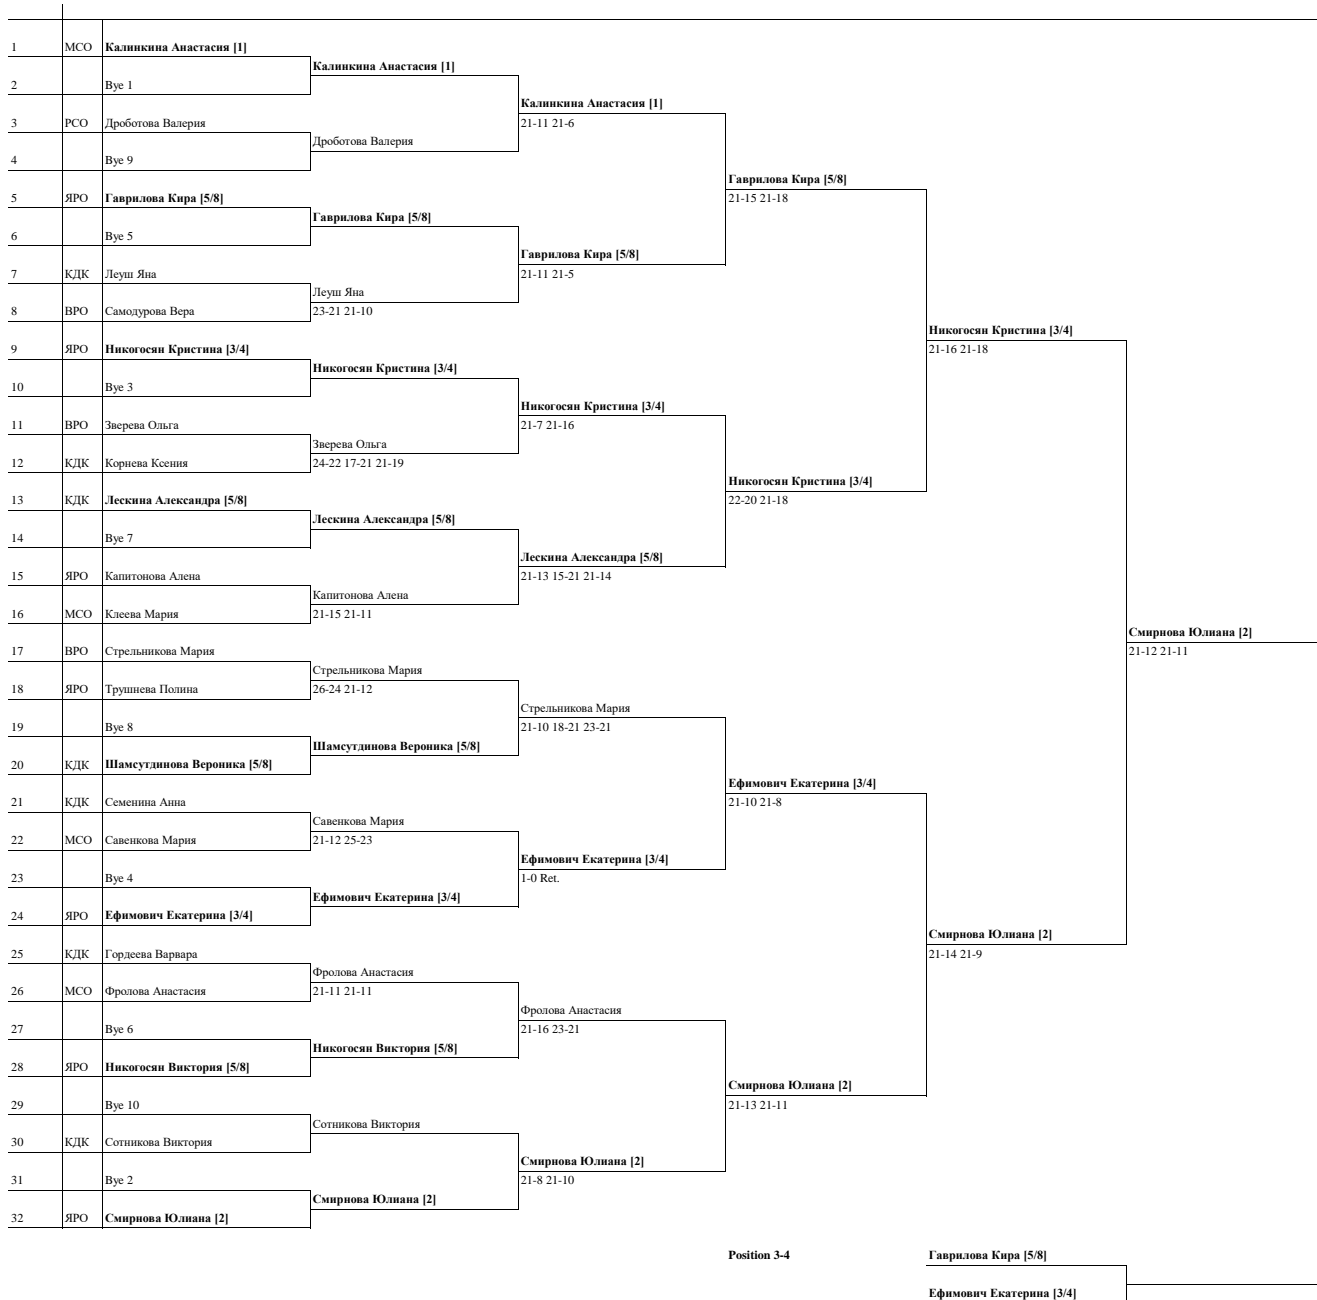 1 МСО Калинкина Анастасия [1]
Калинкина Анастасия [1]
2 Bye 1
Калинкина Анастасия [1]
3 РСО Дроботова Валерия 21-11 21-6
Дроботова Валерия
4 Bye 9
Гаврилова Кира [5/8]
5 ЯРО Гаврилова Кира [5/8] 21-15 21-18
Гаврилова Кира [5/8]
6 Bye 5
Гаврилова Кира [5/8]
7 КДК Леуш Яна 21-11 21-5
Леуш Яна
8 ВРО Самодурова Вера 23-21 21-10
Никогосян Кристина [3/4]
9 ЯРО Никогосян Кристина [3/4] 21-16 21-18
Никогосян Кристина [3/4]
10 Bye 3
Никогосян Кристина [3/4]
11 ВРО Зверева Ольга 21-7 21-16
Зверева Ольга
12 КДК Корнева Ксения 24-22 17-21 21-19
Никогосян Кристина [3/4]
13 КДК Лескина Александра [5/8] 22-20 21-18
Лескина Александра [5/8]
14 Bye 7
Лескина Александра [5/8]
15 ЯРО Капитонова Алена 21-13 15-21 21-14
Капитонова Алена
16 МСО Клеева Мария 21-15 21-11
Смирнова Юлиана [2]
17 ВРО Стрельникова Мария 21-12 21-11
Стрельникова Мария
18 ЯРО Трушнева Полина 26-24 21-12
Стрельникова Мария
19 Bye 8 21-10 18-21 23-21
Шамсутдинова Вероника [5/8]
20 КДК Шамсутдинова Вероника [5/8]
Ефимович Екатерина [3/4]
21 КДК Семенина Анна 21-10 21-8
Савенкова Мария
22 МСО Савенкова Мария 21-12 25-23
Ефимович Екатерина [3/4]
23 Bye 4 1-0 Ret.
Ефимович Екатерина [3/4]
24 ЯРО Ефимович Екатерина [3/4]
Смирнова Юлиана [2]
25 КДК Гордеева Варвара 21-14 21-9
Фролова Анастасия
26 МСО Фролова Анастасия 21-11 21-11
Фролова Анастасия
27 Bye 6 21-16 23-21
Никогосян Виктория [5/8]
28 ЯРО Никогосян Виктория [5/8]
Смирнова Юлиана [2]
29 Bye 10 21-13 21-11
Сотникова Виктория
30 КДК Сотникова Виктория
Смирнова Юлиана [2]
31 Bye 2 21-8 21-10
Смирнова Юлиана [2]
32 ЯРО Смирнова Юлиана [2]
Position 3-4 Гаврилова Кира [5/8]
Ефимович Екатерина [3/4]